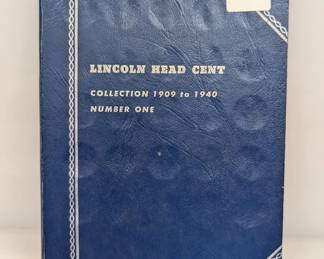 LINCOLN HEAD CENT
COLLECTION 1909 to 1940
NUMBER ONE